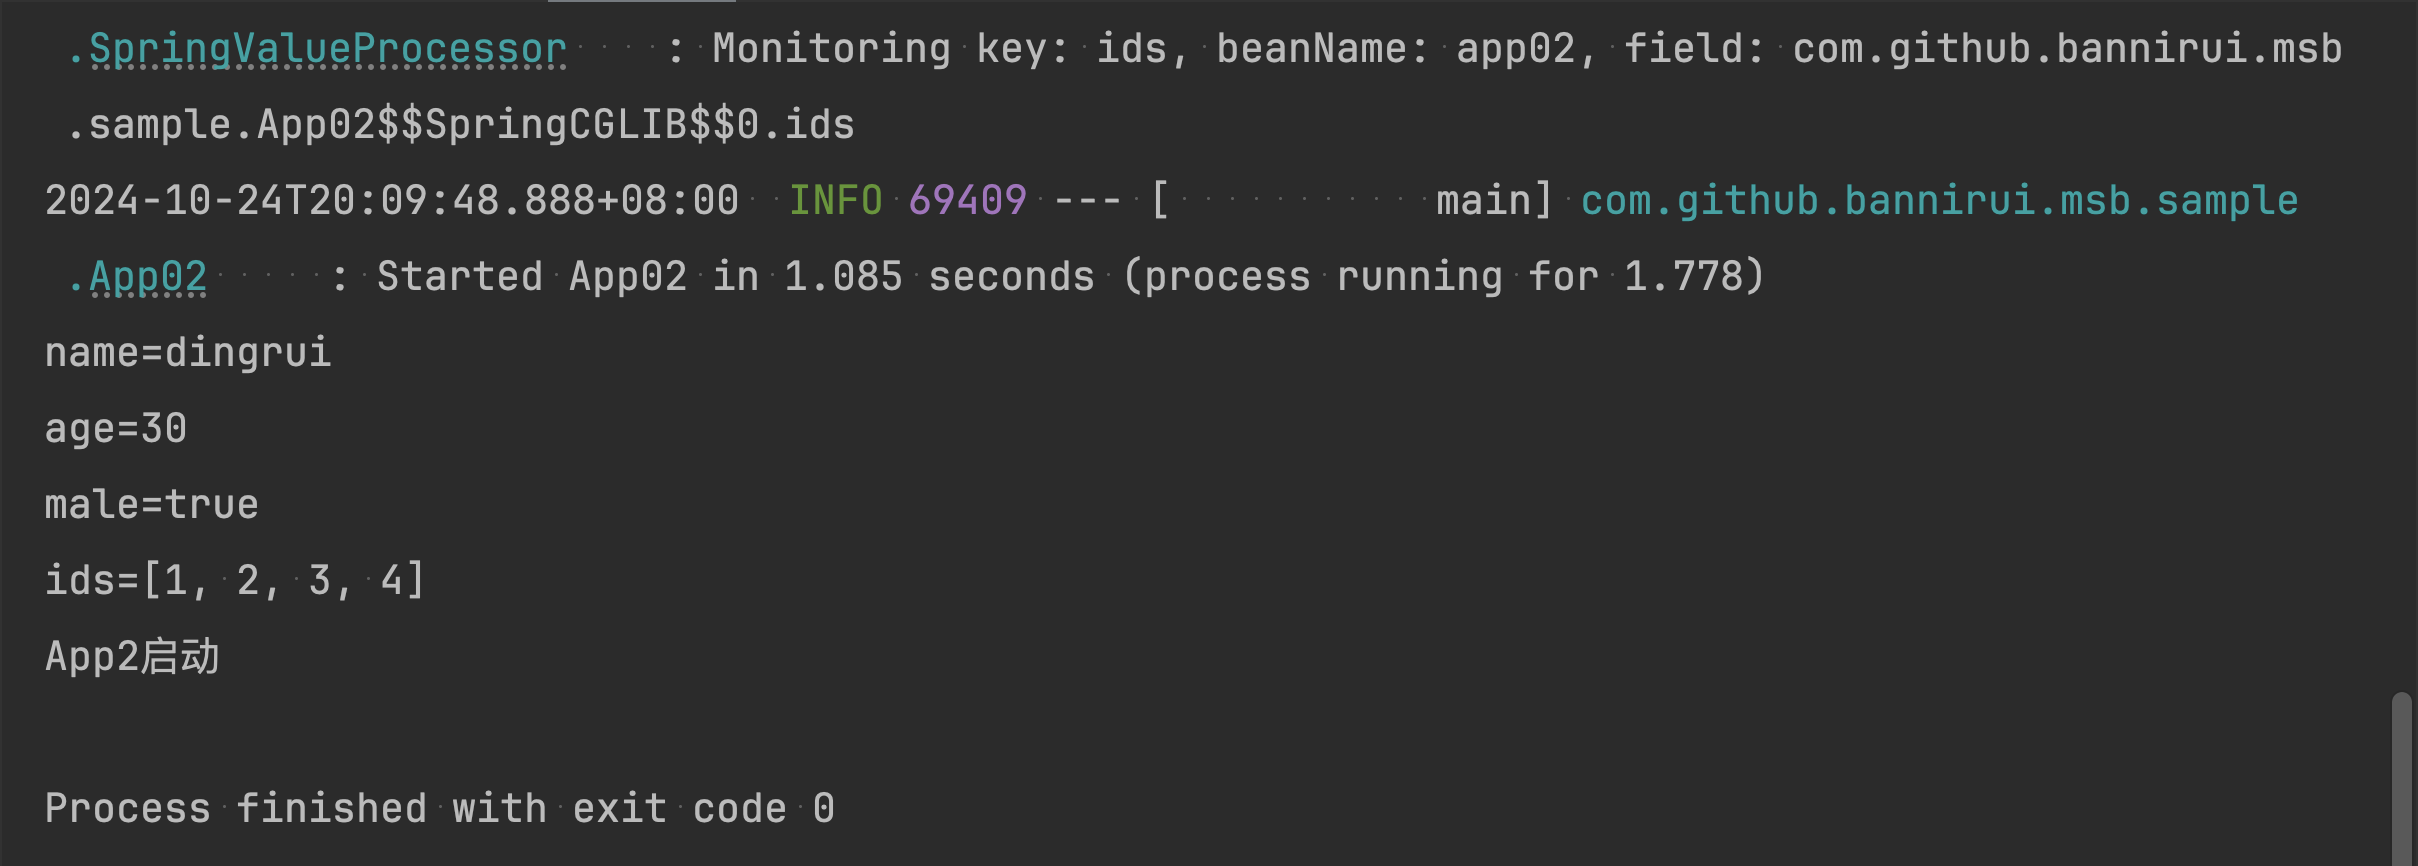 .SpringValueProcessor     : Monitoring key: ids, beanName: app02, field: com.github.bannirui.msb
.sample.App02$$SpringCGLIB$$0.ids
2024-10-24T20:09:48.888+08:00  INFO 69409 --- [           main] com.github.bannirui.msb.sample
.App02     : Started App02 in 1.085 seconds (process running for 1.778)
name=dingrui
age=30
male=true
ids=[1, 2, 3, 4]
App2启动
Process finished with exit code 0